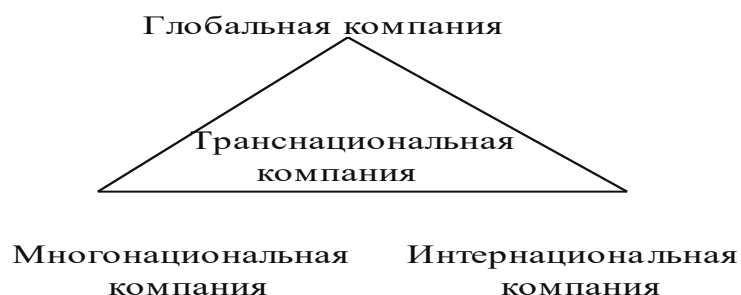 Глобальная компания
Транснациональная
компания
Многонациональная Интернациональная
компания компания